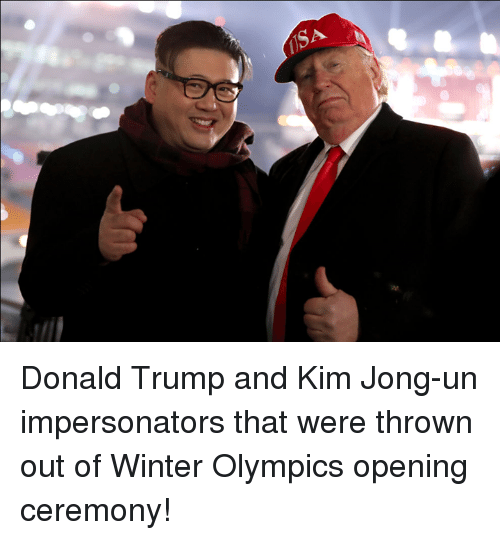 USA
Donald Trump and Kim Jong-un
impersonators that were thrown
out of Winter Olympics opening
ceremony!